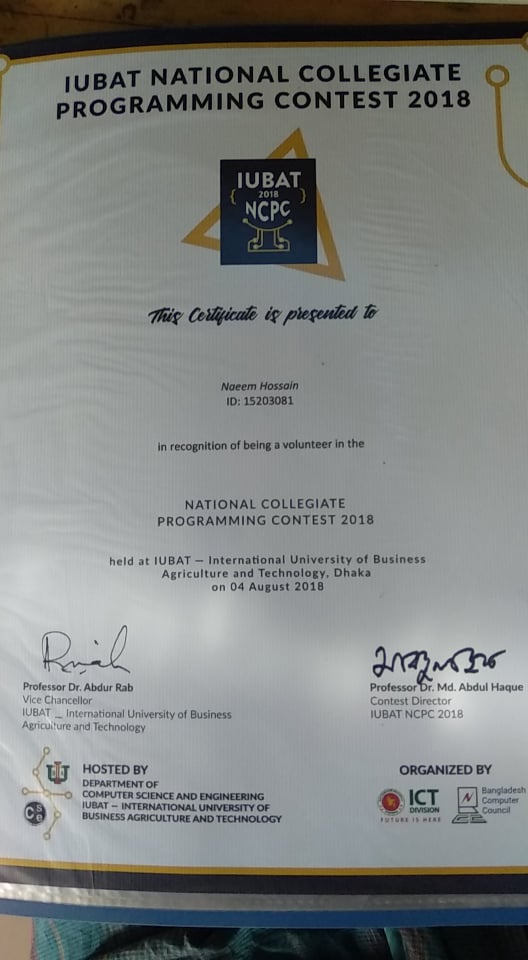 IUBAT NATIONAL COLLEGIATE
PROGRAMMING CONTEST 2018
IUBAT
{ 2018 }
NCPC
This Certificate is presented to
Naeem Hossain
ID: 15203081
in recognition of being a volunteer in the
NATIONAL COLLEGIATE
PROGRAMMING CONTEST 2018
held at IUBAT — International University of Business
Agriculture and Technology, Dhaka
on 04 August 2018
Professor Dr. Abdur Rab
Vice Chancellor
IUBAT _ International University of Business
Agriculture and Technology
Professor Dr. Md. Abdul Haque
Contest Director
IUBAT NCPC 2018
HOSTED BY
DEPARTMENT OF
COMPUTER SCIENCE AND ENGINEERING
IUBAT — INTERNATIONAL UNIVERSITY OF
BUSINESS AGRICULTURE AND TECHNOLOGY
CSE
ORGANIZED BY
ICT
DIVISION
FUTURE IS HERE
Bangladesh
Computer
Council